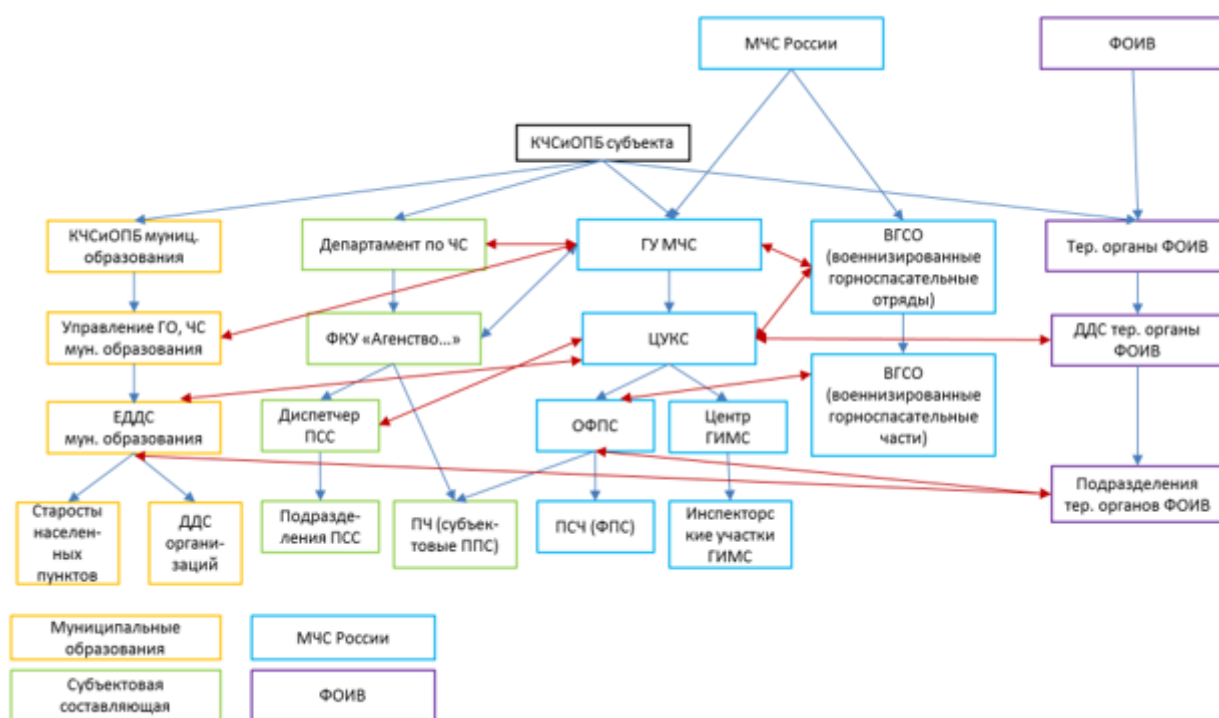 МЧС России
ФОИВ
КЧСиОПБ субъекта
КЧСиОПБ муниц.
образования
Департамент по ЧС
ГУ МЧС
ВГСО
(военнизированные
горноспасательные
отряды)
Тер. органы ФОИВ
Управление ГО, ЧС
мун. образования
ФКУ «Агенство...»
ЦУКС
ДДС тер. органы
ФОИВ
ЕДДС
мун. образования
Диспетчер
ПСС
ОФПС
Центр
ГИМС
ВГСО
(военнизированные
горноспасательные
части)
Старосты
населен-
ных
пунктов
ДДС
органи-
заций
Подразде-
ления ПСС
ПЧ (субъек-
товые ППС)
ПСЧ (ФПС)
Инспекторс
кие участки
ГИМС
Подразделения
тер. органов ФОИВ
Муниципальные
образования
МЧС России
Субъектовая
составляющая
ФОИВ